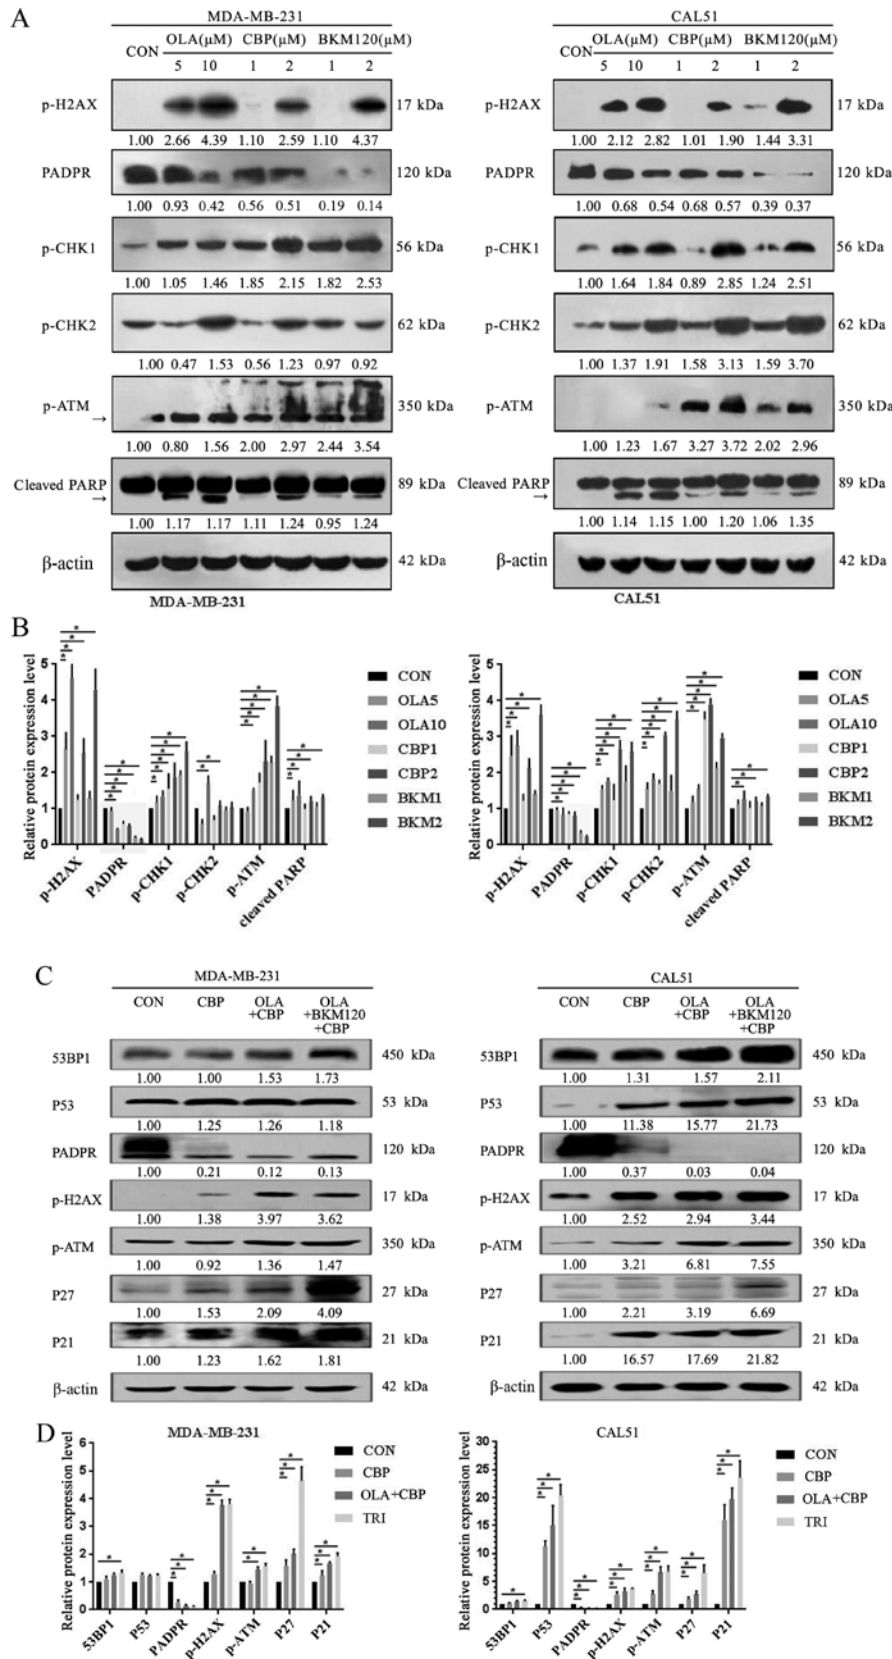 A
MDA-MB-231
CON OLA(μM) CBP(μM) BKM120(μM)
5 10 1 2 1 2
p-H2AX 17 kDa
1.00 2.66 4.39 1.10 2.59 1.10 4.37
PADPR 120 kDa
1.00 0.93 0.42 0.56 0.51 0.19 0.14
p-CHK1 56 kDa
1.00 1.05 1.46 1.85 2.15 1.82 2.53
p-CHK2 62 kDa
1.00 0.47 1.53 0.56 1.23 0.97 0.92
p-ATM 350 kDa
→
1.00 0.80 1.56 2.00 2.97 2.44 3.54
Cleaved PARP 89 kDa
→
1.00 1.17 1.17 1.11 1.24 0.95 1.24
β-actin 42 kDa
MDA-MB-231
CAL51
CON OLA(μM) CBP(μM) BKM120(μM)
5 10 1 2 1 2
p-H2AX 17 kDa
1.00 2.12 2.82 1.01 1.90 1.44 3.31
PADPR 120 kDa
1.00 0.68 0.54 0.68 0.57 0.39 0.37
p-CHK1 56 kDa
1.00 1.64 1.84 0.89 2.85 1.24 2.51
p-CHK2 62 kDa
1.00 1.37 1.91 1.58 3.13 1.59 3.70
p-ATM 350 kDa
1.00 1.23 1.67 3.27 3.72 2.02 2.96
Cleaved PARP 89 kDa
→
1.00 1.14 1.15 1.00 1.20 1.06 1.35
β-actin 42 kDa
CAL51
B
Relative protein expression level
5
4
3
2
1
0
p-H2AX
PADPR
p-CHK1
p-CHK2
p-ATM
cleaved PARP
CON
OLA5
OLA10
CBP1
CBP2
BKM1
BKM2
Relative protein expression level
5
4
3
2
1
0
p-H2AX
PADPR
p-CHK1
p-CHK2
p-ATM
cleaved PARP
CON
OLA5
OLA10
CBP1
CBP2
BKM1
BKM2
C
MDA-MB-231
CON CBP OLA OLA
+CBP +BKM120
+CBP
53BP1 450 kDa
1.00 1.00 1.53 1.73
P53 53 kDa
1.00 1.25 1.26 1.18
PADPR 120 kDa
1.00 0.21 0.12 0.13
p-H2AX 17 kDa
1.00 1.38 3.97 3.62
p-ATM 350 kDa
1.00 0.92 1.36 1.47
P27 27 kDa
1.00 1.53 2.09 4.09
P21 21 kDa
1.00 1.23 1.62 1.81
β-actin 42 kDa
CAL51
CON CBP OLA OLA
+CBP +BKM120
+CBP
53BP1 450 kDa
1.00 1.31 1.57 2.11
P53 53 kDa
1.00 11.38 15.77 21.73
PADPR 120 kDa
1.00 0.37 0.03 0.04
p-H2AX 17 kDa
1.00 2.52 2.94 3.44
p-ATM 350 kDa
1.00 3.21 6.81 7.55
P27 27 kDa
1.00 2.21 3.19 6.69
P21 21 kDa
1.00 16.57 17.69 21.82
β-actin 42 kDa
D
MDA-MB-231
Relative protein expression level
6
4
2
0
53BP1
P53
PADPR
p-H2AX
p-ATM
P27
P21
CON
CBP
OLA+CBP
TRI
CAL51
Relative protein expression level
30
25
20
15
10
5
0
53BP1
P53
PADPR
p-H2AX
p-ATM
P27
P21
CON
CBP
OLA+CBP
TRI